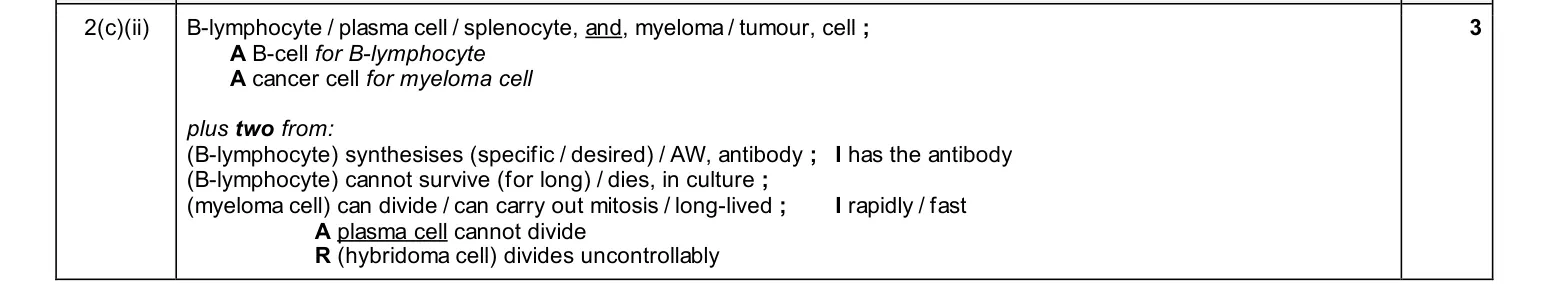 2(c)(ii) B-lymphocyte / plasma cell / splenocyte, and, myeloma / tumour, cell ; 3
A B-cell for B-lymphocyte
A cancer cell for myeloma cell
plus two from:
(B-lymphocyte) synthesises (specific / desired) / AW, antibody ; I has the antibody
(B-lymphocyte) cannot survive (for long) / dies, in culture ;
(myeloma cell) can divide / can carry out mitosis / long-lived ; I rapidly / fast
A plasma cell cannot divide
R (hybridoma cell) divides uncontrollably